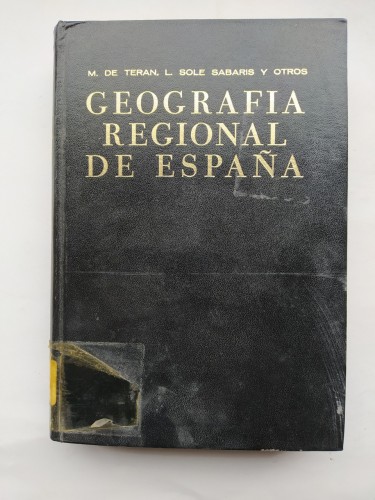 M. DE TERAN, L. SOLE SABARIS Y OTROS
GEOGRAFIA
REGIONAL
DE ESPAÑA